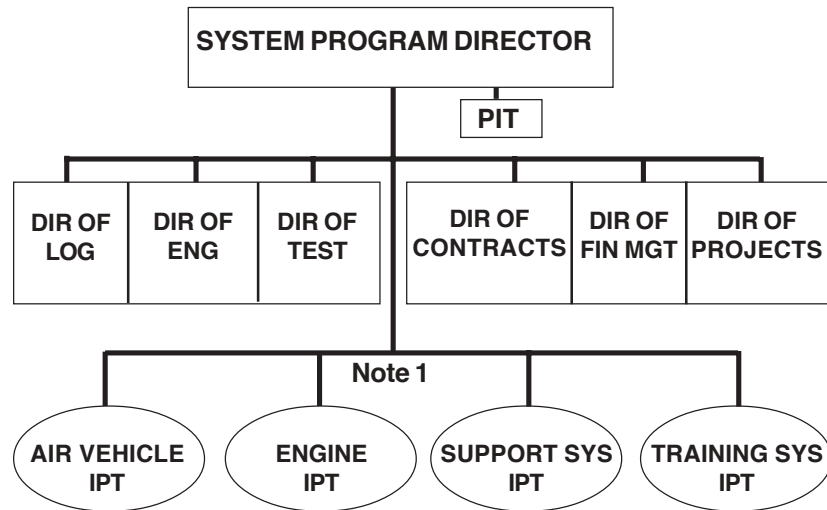 SYSTEM PROGRAM DIRECTOR
PIT
DIR OF
LOG
DIR OF
ENG
DIR OF
TEST
DIR OF
CONTRACTS
DIR OF
FIN MGT
DIR OF
PROJECTS
Note 1
AIR VEHICLE
IPT
ENGINE
IPT
SUPPORT SYS
IPT
TRAINING SYS
IPT